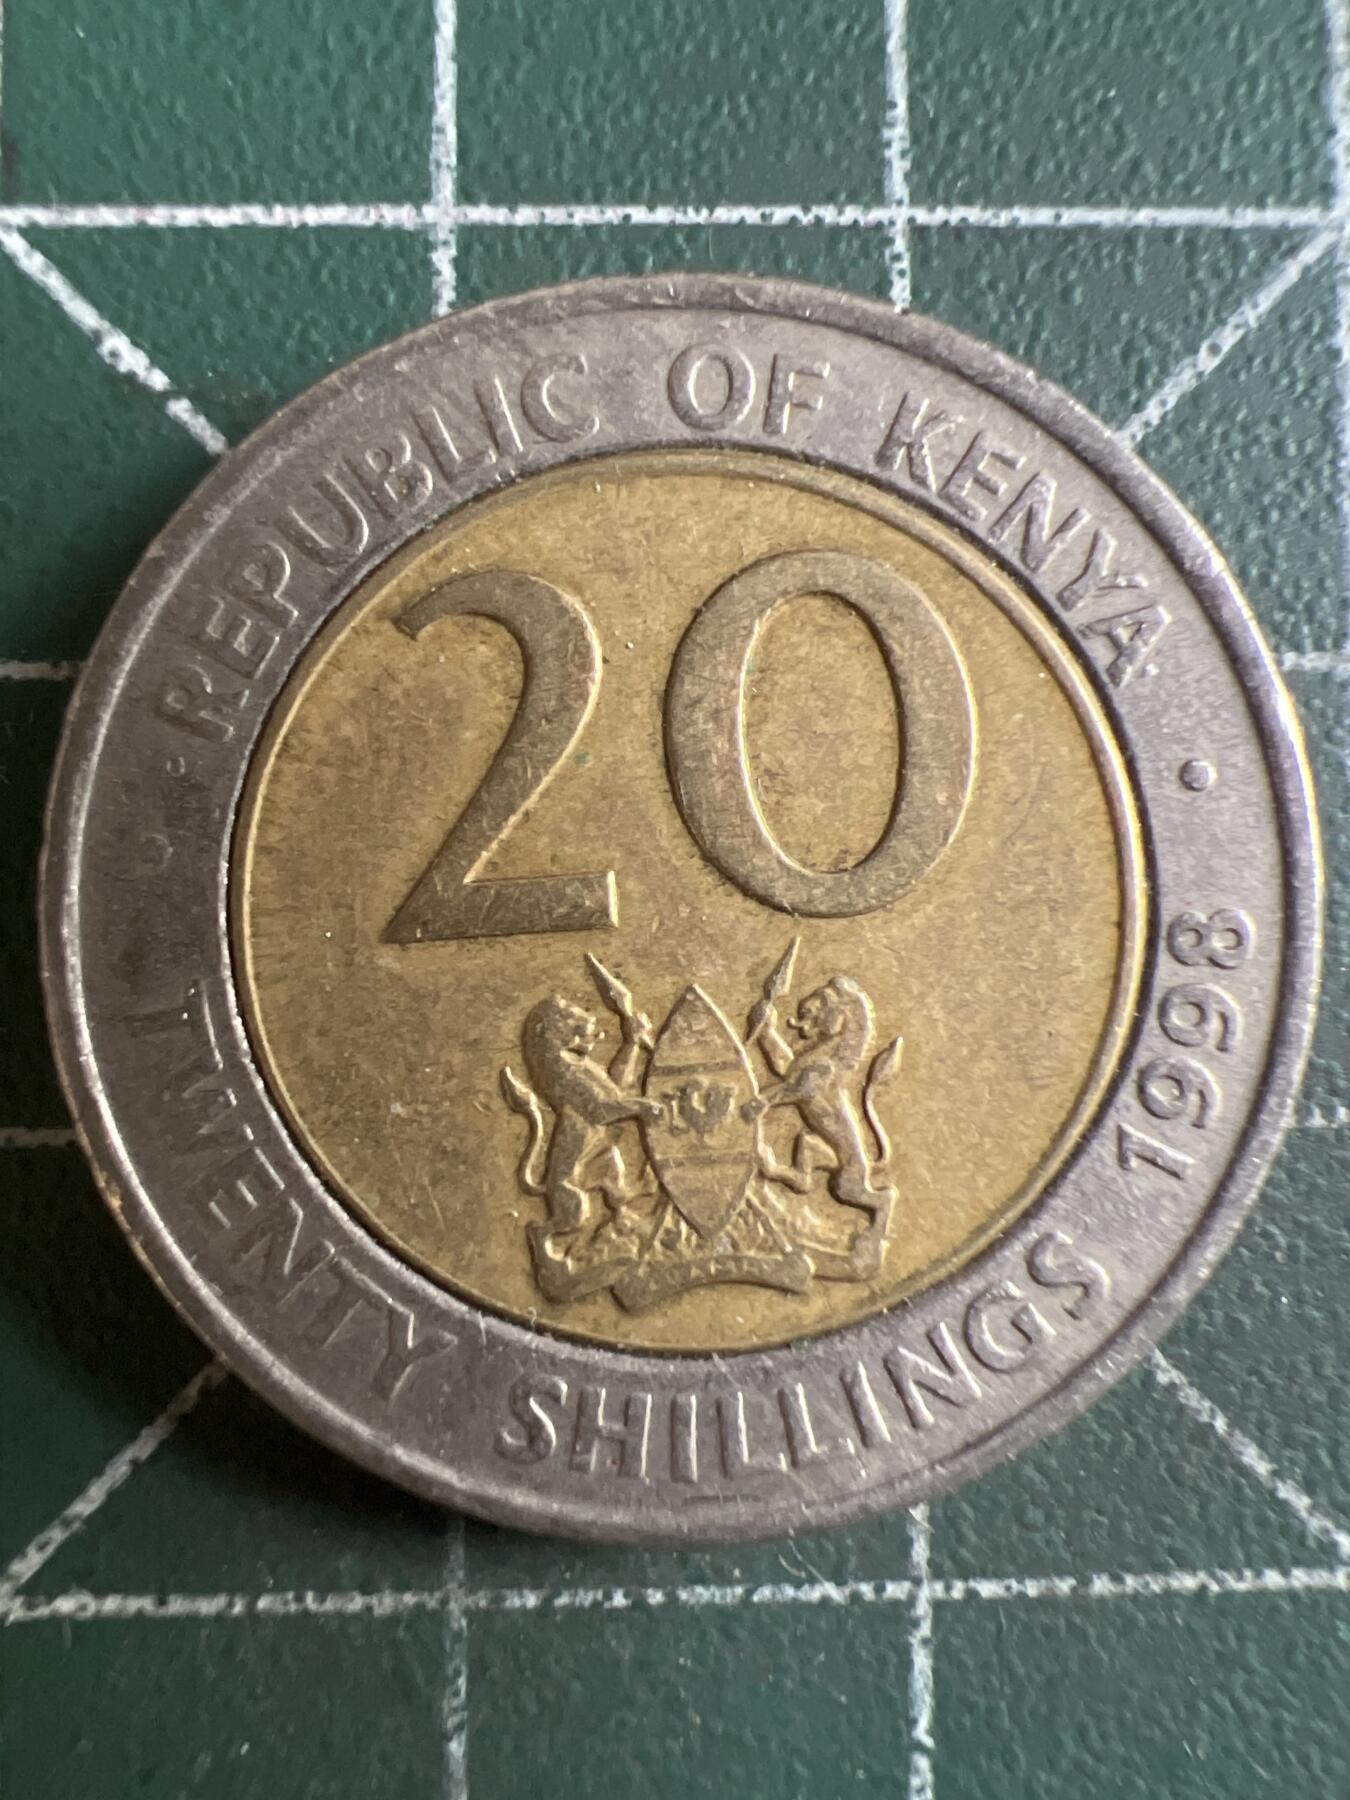 REPUBLIC OF KENYA
20
• 1998
TWENTY SHILLINGS